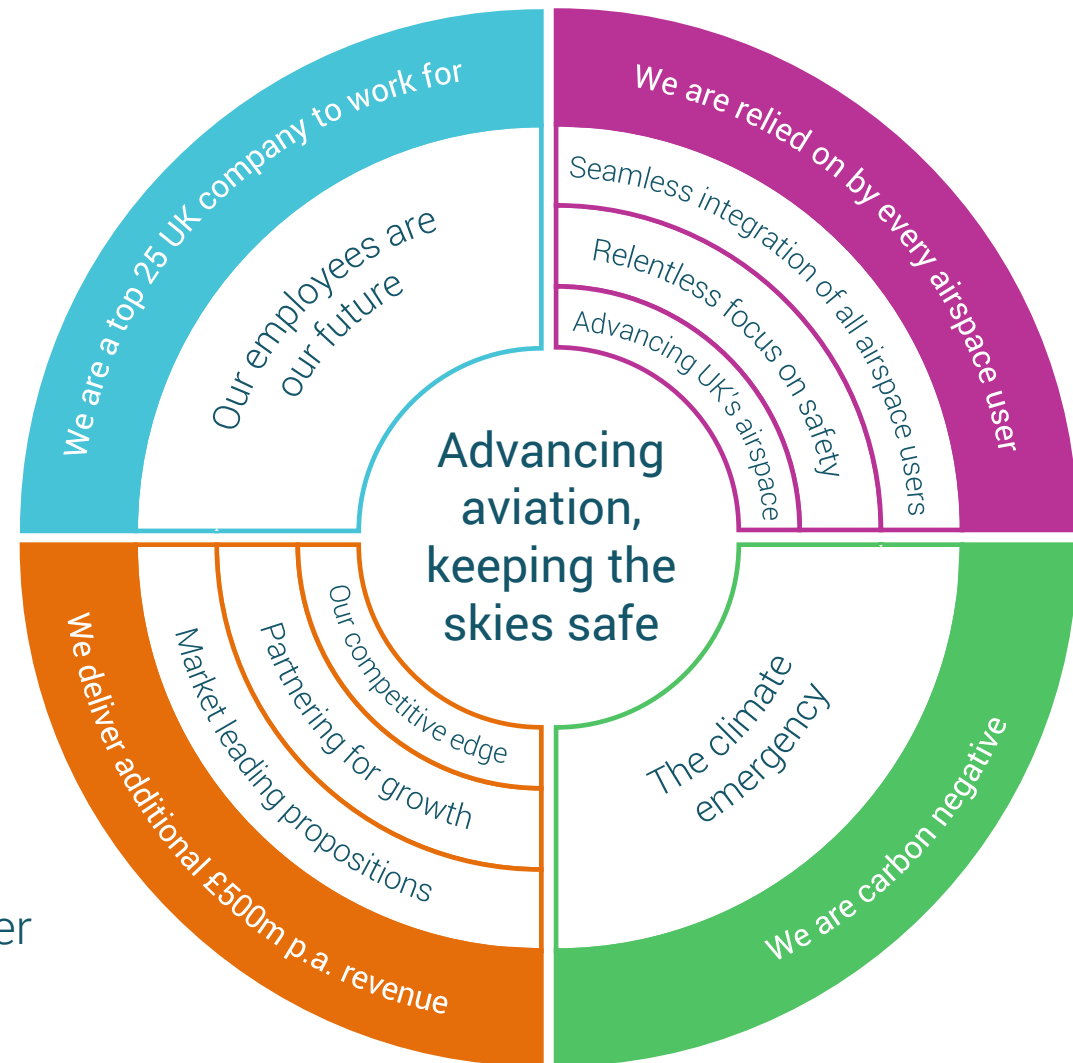 We are a top 25 UK company to work for
Our employees are
our future
We are relied on by every airspace user
Seamless integration of all airspace users
Relentless focus on safety
Advancing UK's airspace
Advancing
aviation,
keeping the
skies safe
We deliver additional £500m p.a. revenue
Market leading propositions
Partnering for growth
Our competitive edge
The climate
emergency
We are carbon negative
er